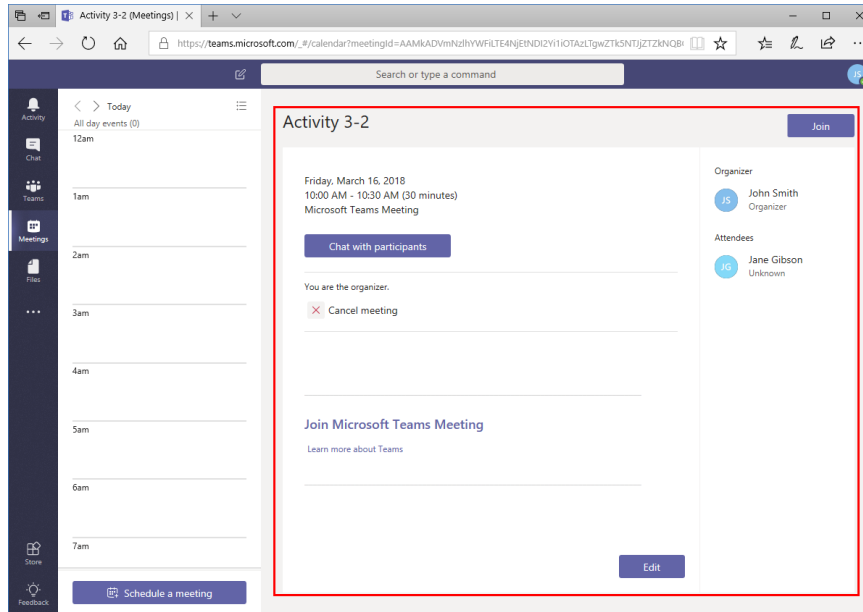 Activity 3-2 (Meetings) |
https://teams.microsoft.com/_#/calendar?meetingId=
Search or type a command
JS
Activity
Chat
Teams
Meetings
Files
Store
Feedback
Today
All day events (0)
12am
1am
2am
3am
4am
5am
6am
7am
Schedule a meeting
Activity 3-2
Join
Friday, March 16, 2018
10:00 AM - 10:30 AM (30 minutes)
Microsoft Teams Meeting
Chat with participants
You are the organizer.
Cancel meeting
Join Microsoft Teams Meeting
Learn more about Teams
Edit
Organizer
JS
John Smith
Organizer
Attendees
JG
Jane Gibson
Unknown